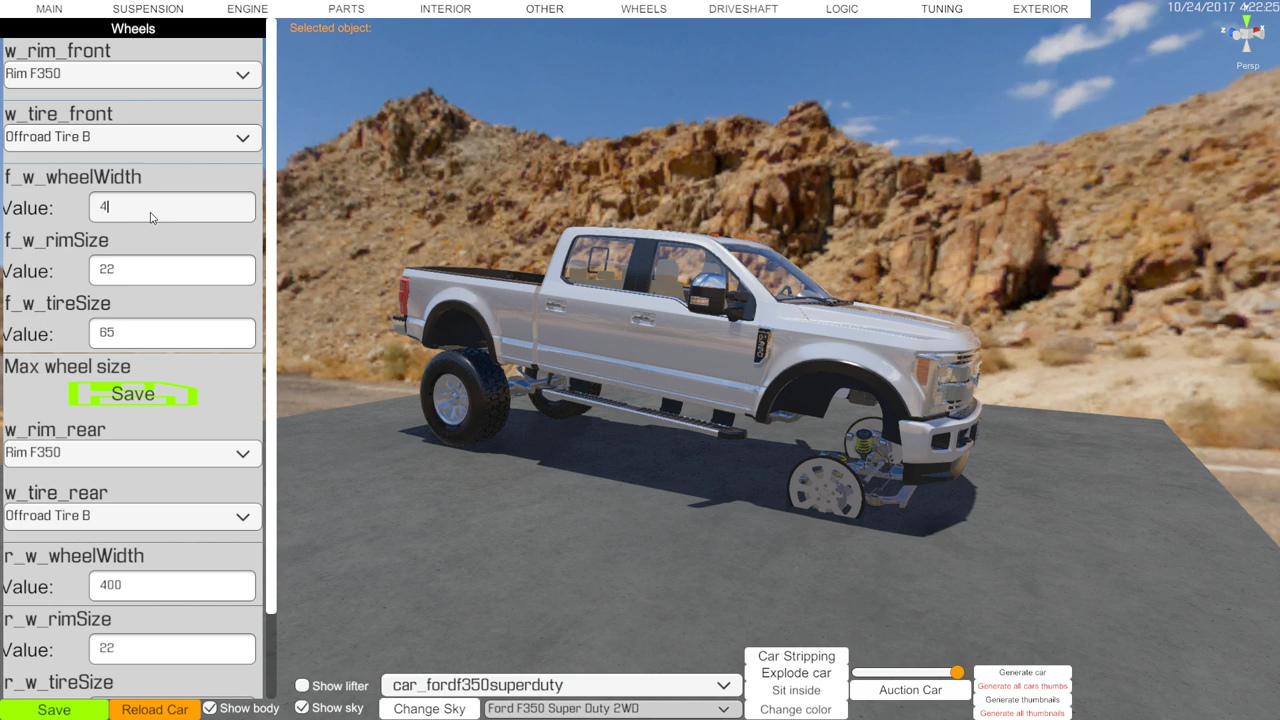 MAIN SUSPENSION ENGINE PARTS INTERIOR OTHER WHEELS DRIVESHAFT LOGIC TUNING EXTERIOR
10/24/2017 4:22:25
Wheels
Selected object:
w_rim_front
Rim F350
w_tire_front
Offroad Tire B
f_w_wheelWidth
Value: 4
f_w_rimSize
Value: 22
f_w_tireSize
Value: 65
Max wheel size
Save
w_rim_rear
Rim F350
w_tire_rear
Offroad Tire B
r_w_wheelWidth
Value: 400
r_w_rimSize
Value: 22
r_w_tireSize
Save Reload Car Show body Show sky
Show lifter car_fordf350superduty
Change Sky Ford F350 Super Duty 2WD
Car Stripping
Explode car
Sit inside
Change color
Auction Car
Generate car
Generate all cars thumbs
Generate thumbnails
Generate all thumbnails
z x
Persp